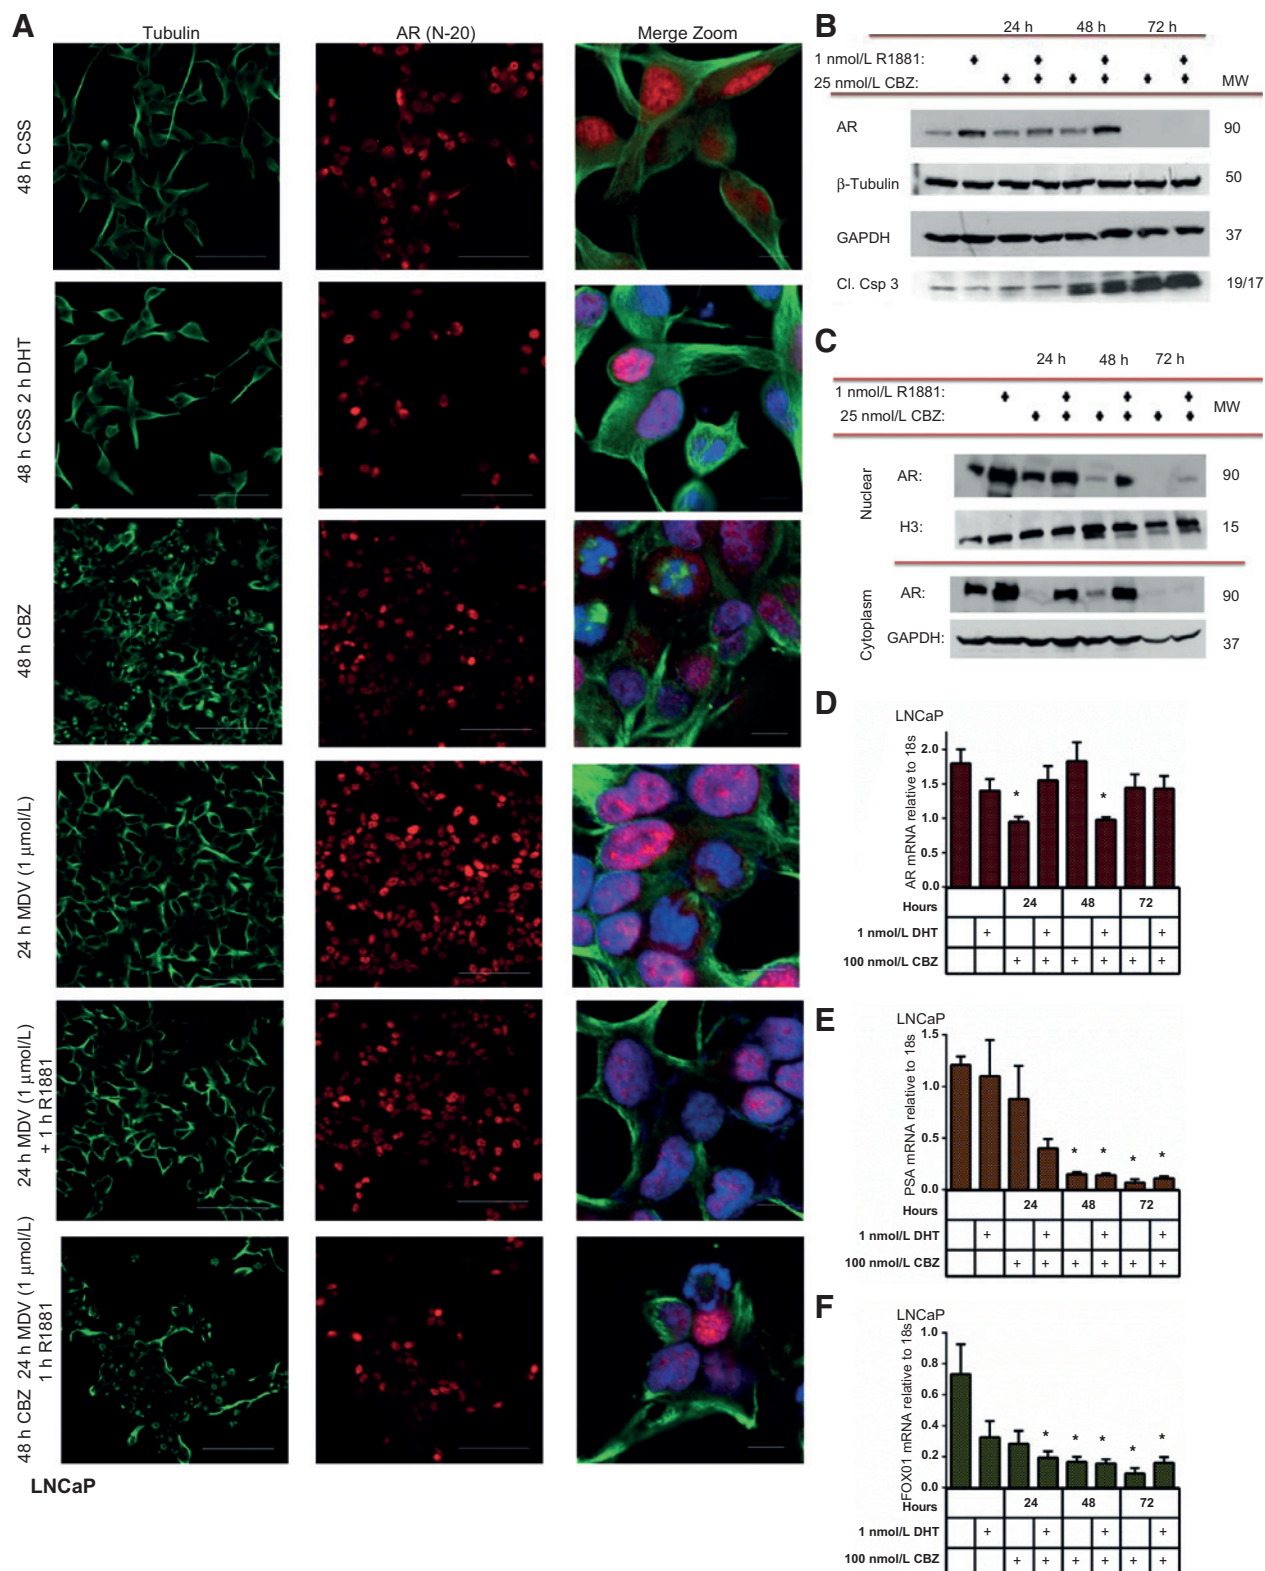 A
Tubulin AR (N-20) Merge Zoom
48 h CSS
48 h CSS 2 h DHT
48 h CBZ
24 h MDV (1 μmol/L)
24 h MDV (1 μmol/L)
+ 1 h R1881
48 h CBZ 24 h MDV (1 μmol/L)
1 h R1881
LNCaP
B
24 h 48 h 72 h
1 nmol/L R1881:
25 nmol/L CBZ: MW
AR 90
β-Tubulin 50
GAPDH 37
Cl. Csp 3 19/17
C
24 h 48 h 72 h
1 nmol/L R1881:
25 nmol/L CBZ: MW
Nuclear
AR: 90
H3: 15
Cytoplasm
AR: 90
GAPDH: 37
D
LNCaP
AR mRNA relative to 18s
2.0
1.5
1.0
0.5
0.0
* *
Hours 24 48 72
1 nmol/L DHT + + + +
100 nmol/L CBZ + + + + + +
E
LNCaP
PSA mRNA relative to 18s
1.5
1.0
0.5
0.0
* * * *
Hours 24 48 72
1 nmol/L DHT + + + +
100 nmol/L CBZ + + + + + +
F
LNCaP
FOX01 mRNA relative to 18s
1.0
0.8
0.6
0.4
0.2
0.0
* * * * *
Hours 24 48 72
1 nmol/L DHT + + + +
100 nmol/L CBZ + + + + + +